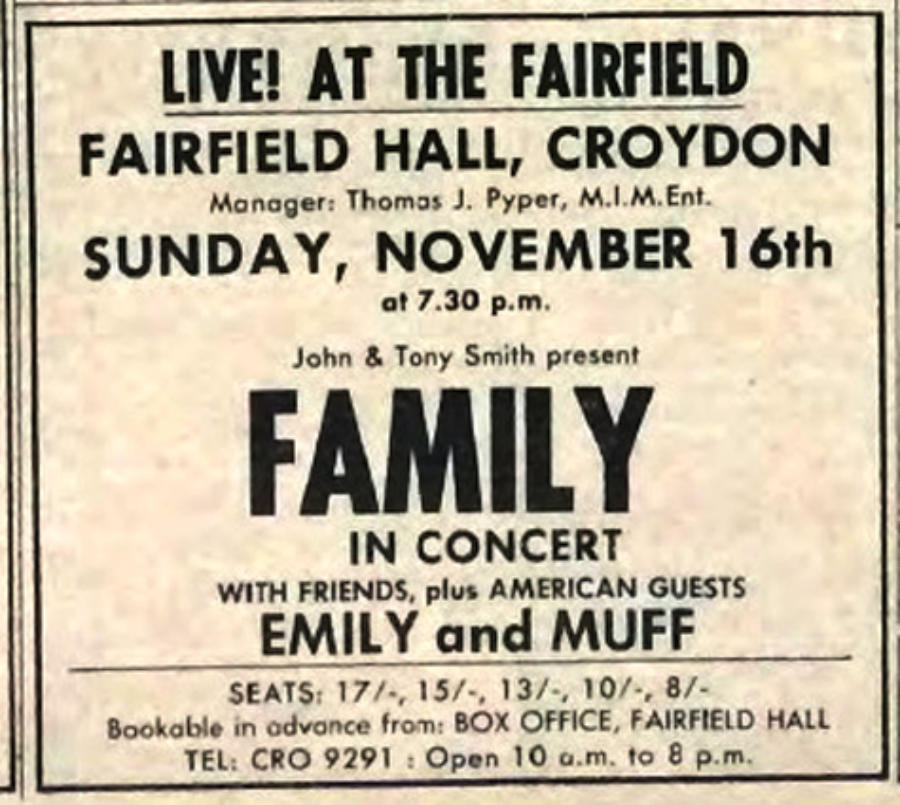 LIVE! AT THE FAIRFIELD
FAIRFIELD HALL, CROYDON
Manager: Thomas J. Pyper, M.I.M.Ent.
SUNDAY, NOVEMBER 16th
at 7.30 p.m.
John & Tony Smith present
FAMILY
IN CONCERT
WITH FRIENDS, plus AMERICAN GUESTS
EMILY and MUFF
SEATS: 17/-, 15/-, 13/-, 10/-, 8/-
Bookable in advance from: BOX OFFICE, FAIRFIELD HALL
TEL: CRO 9291 : Open 10 a.m. to 8 p.m.